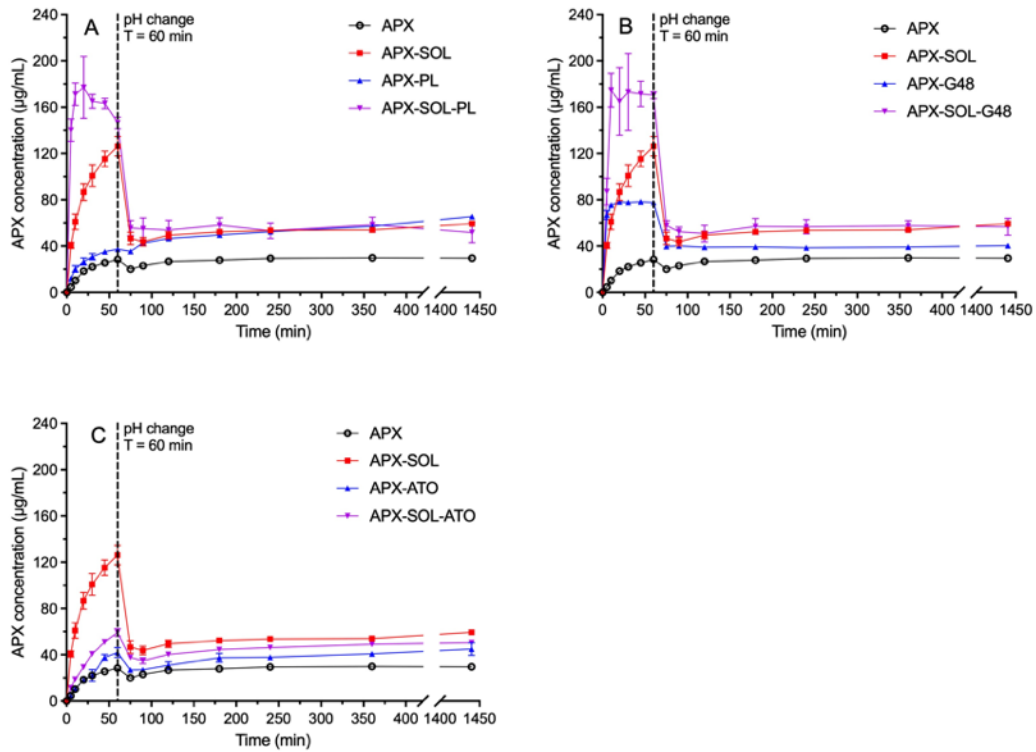 A
pH change
T = 60 min
APX
APX-SOL
APX-PL
APX-SOL-PL
APX concentration (µg/mL)
240
200
160
120
80
40
0
0 50 100 150 200 250 300 350 400 1400 1450
Time (min)
B
pH change
T = 60 min
APX
APX-SOL
APX-G48
APX-SOL-G48
APX concentration (µg/mL)
240
200
160
120
80
40
0
0 50 100 150 200 250 300 350 400 1400 1450
Time (min)
C
pH change
T = 60 min
APX
APX-SOL
APX-ATO
APX-SOL-ATO
APX concentration (µg/mL)
240
200
160
120
80
40
0
0 50 100 150 200 250 300 350 400 1400 1450
Time (min)